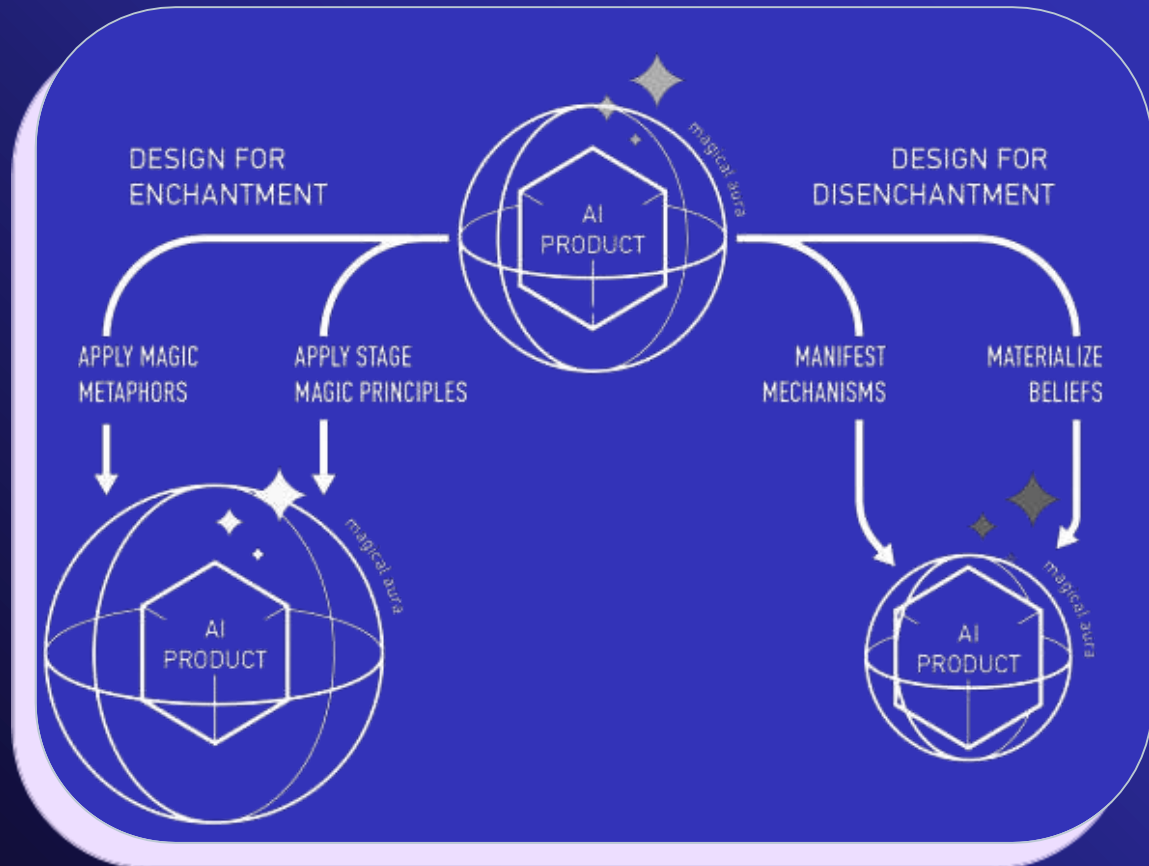 magical aura
DESIGN FOR
ENCHANTMENT
DESIGN FOR
DISENCHANTMENT
AI
PRODUCT
APPLY MAGIC
METAPHORS
APPLY STAGE
MAGIC PRINCIPLES
MANIFEST
MECHANISMS
MATERIALIZE
BELIEFS
magical aura
AI
PRODUCT
magical aura
AI
PRODUCT